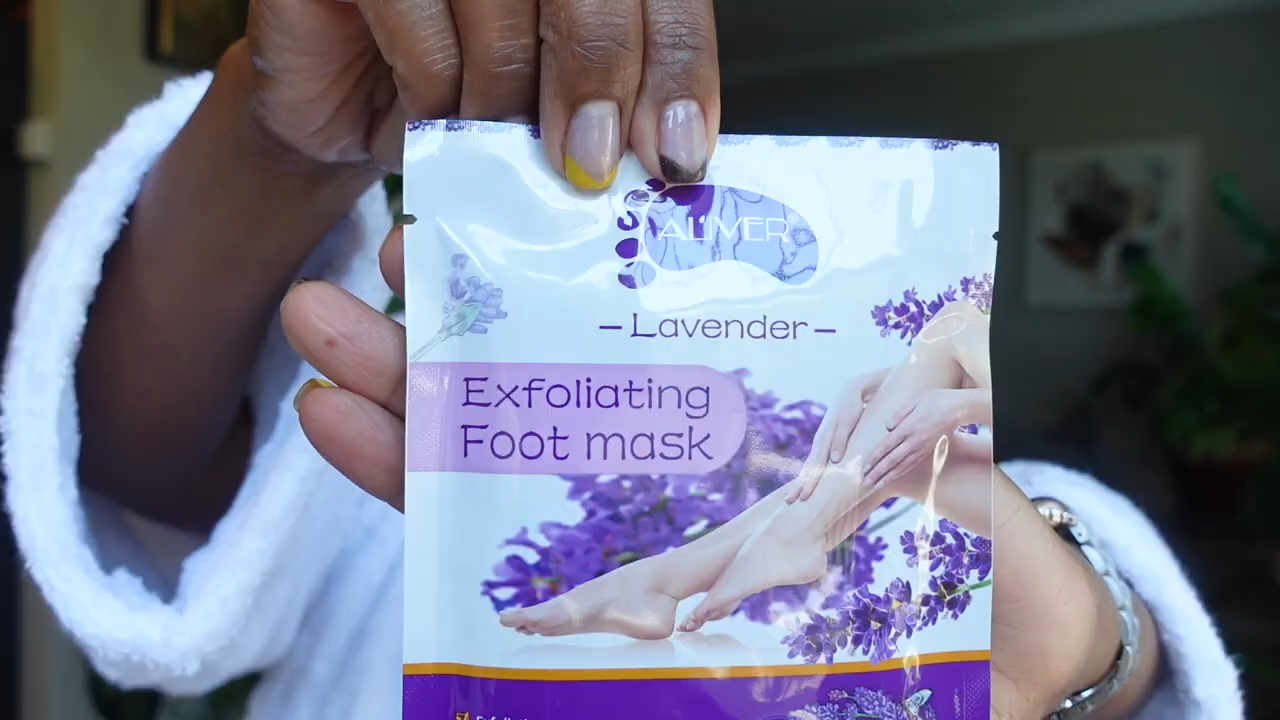 ALIVER®
– Lavender –
Exfoliating
Foot mask